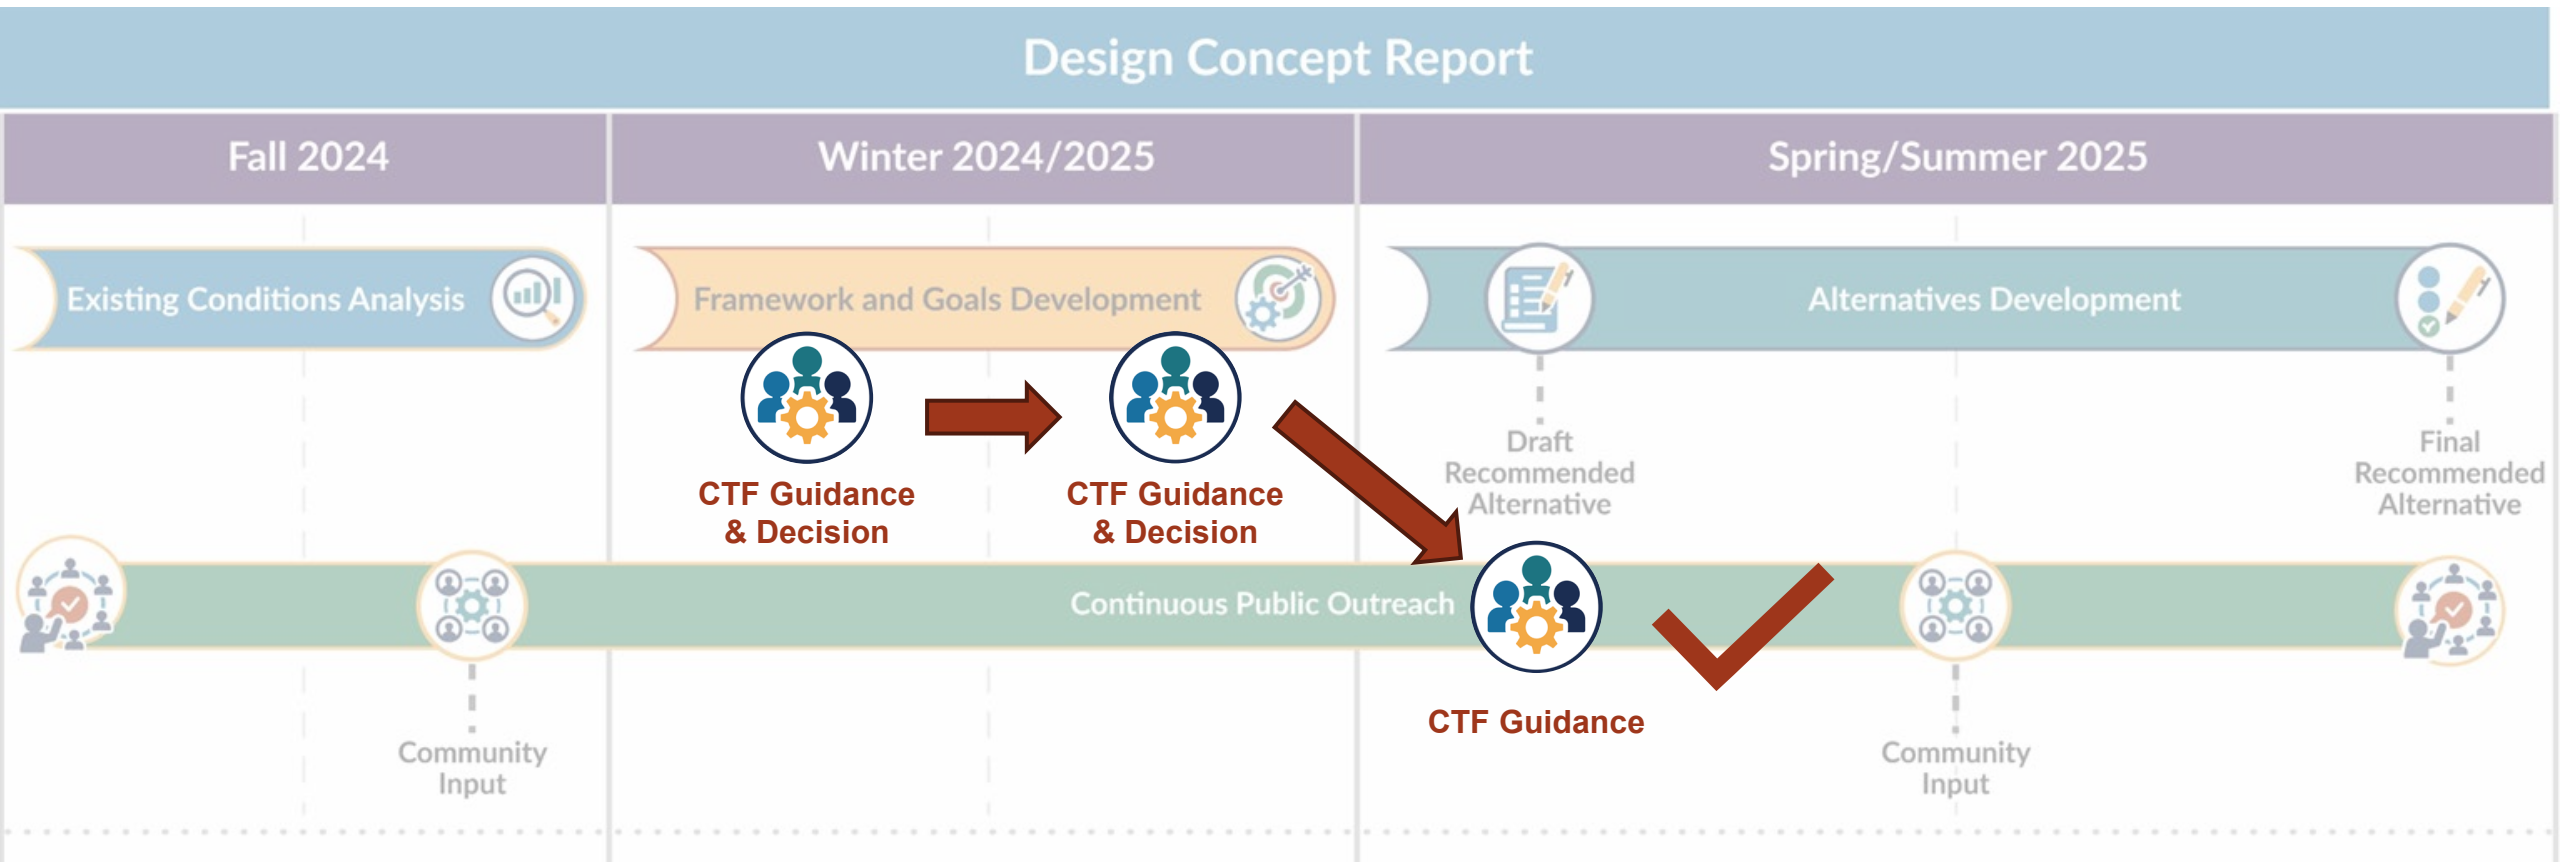 Design Concept Report
Fall 2024
Winter 2024/2025
Spring/Summer 2025
Existing Conditions Analysis
Framework and Goals Development
Alternatives Development
CTF Guidance
& Decision
CTF Guidance
& Decision
Draft
Recommended
Alternative
Final
Recommended
Alternative
Continuous Public Outreach
CTF Guidance
Community
Input
Community
Input